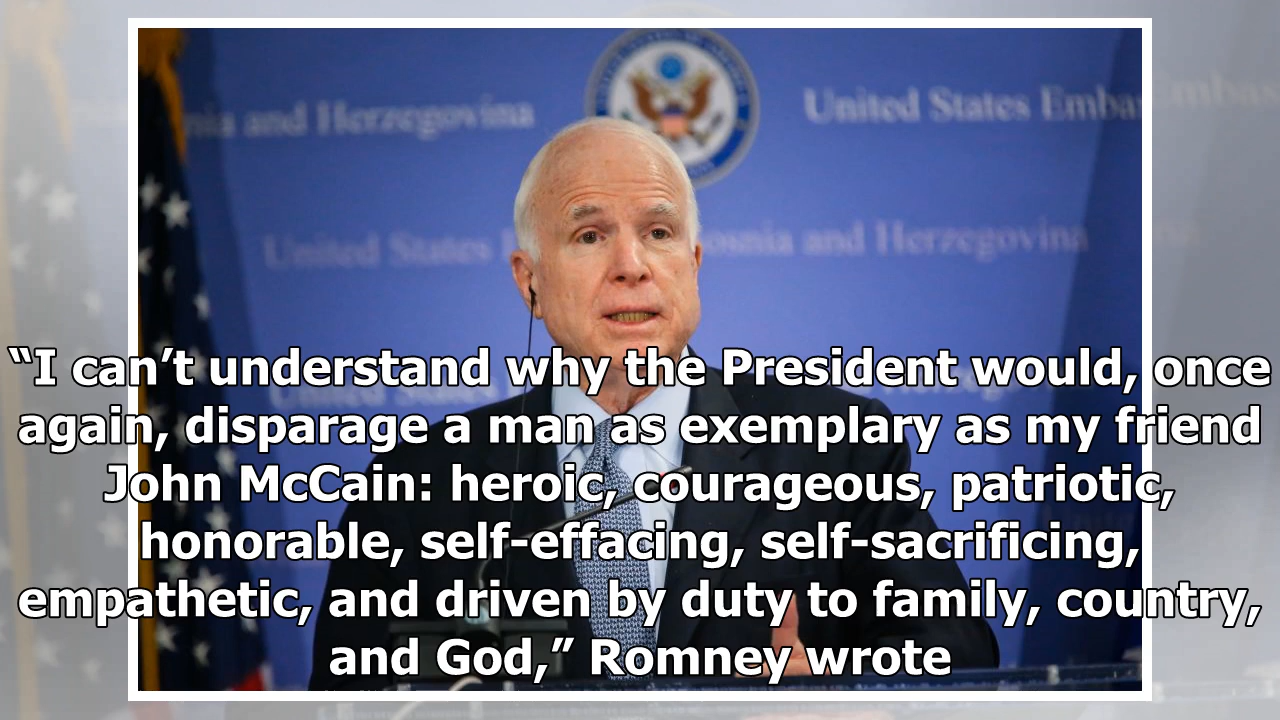 nia and Herzegovina
United States Embas
United States
osnia and Herzegovina
“I can’t understand why the President would, once
again, disparage a man as exemplary as my friend
John McCain: heroic, courageous, patriotic,
honorable, self-effacing, self-sacrificing,
empathetic, and driven by duty to family, country,
and God,” Romney wrote